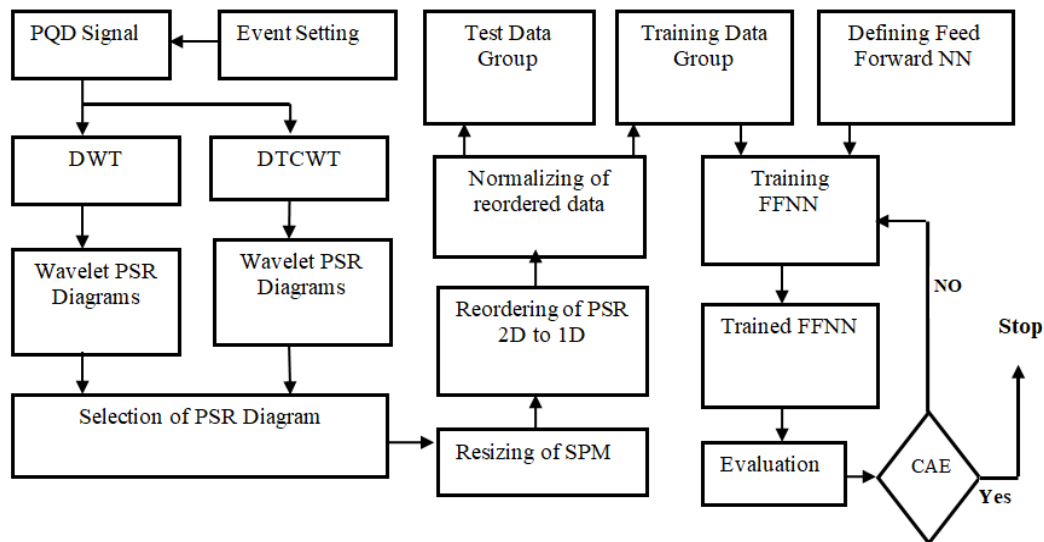 PQD Signal
Event Setting
DWT
DTCWT
Wavelet PSR
Diagrams
Wavelet PSR
Diagrams
Selection of PSR Diagram
Resizing of SPM
Reordering of PSR
2D to 1D
Normalizing of
reordered data
Test Data
Group
Training Data
Group
Defining Feed
Forward NN
Training
FFNN
Trained FFNN
Evaluation
CAE
NO
Yes
Stop